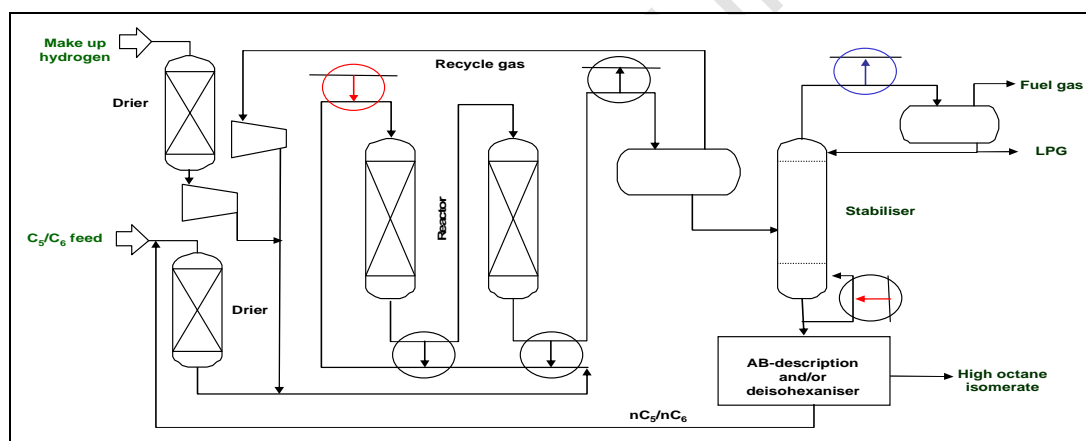 Make up
hydrogen
Drier
Recycle gas
Fuel gas
LPG
Reactor
Stabiliser
C5/C6 feed
Drier
AB-description
and/or
deisohexaniser
High octane
isomerate
nC5/nC6